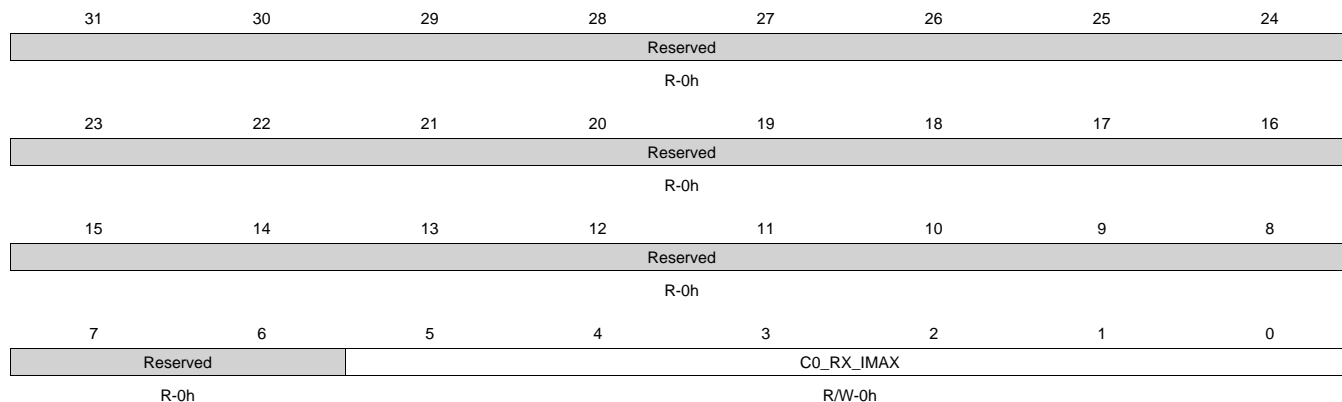 31 30 29 28 27 26 25 24
Reserved
R-0h
23 22 21 20 19 18 17 16
Reserved
R-0h
15 14 13 12 11 10 9 8
Reserved
R-0h
7 6 5 4 3 2 1 0
Reserved C0_RX_IMAX
R-0h R/W-0h